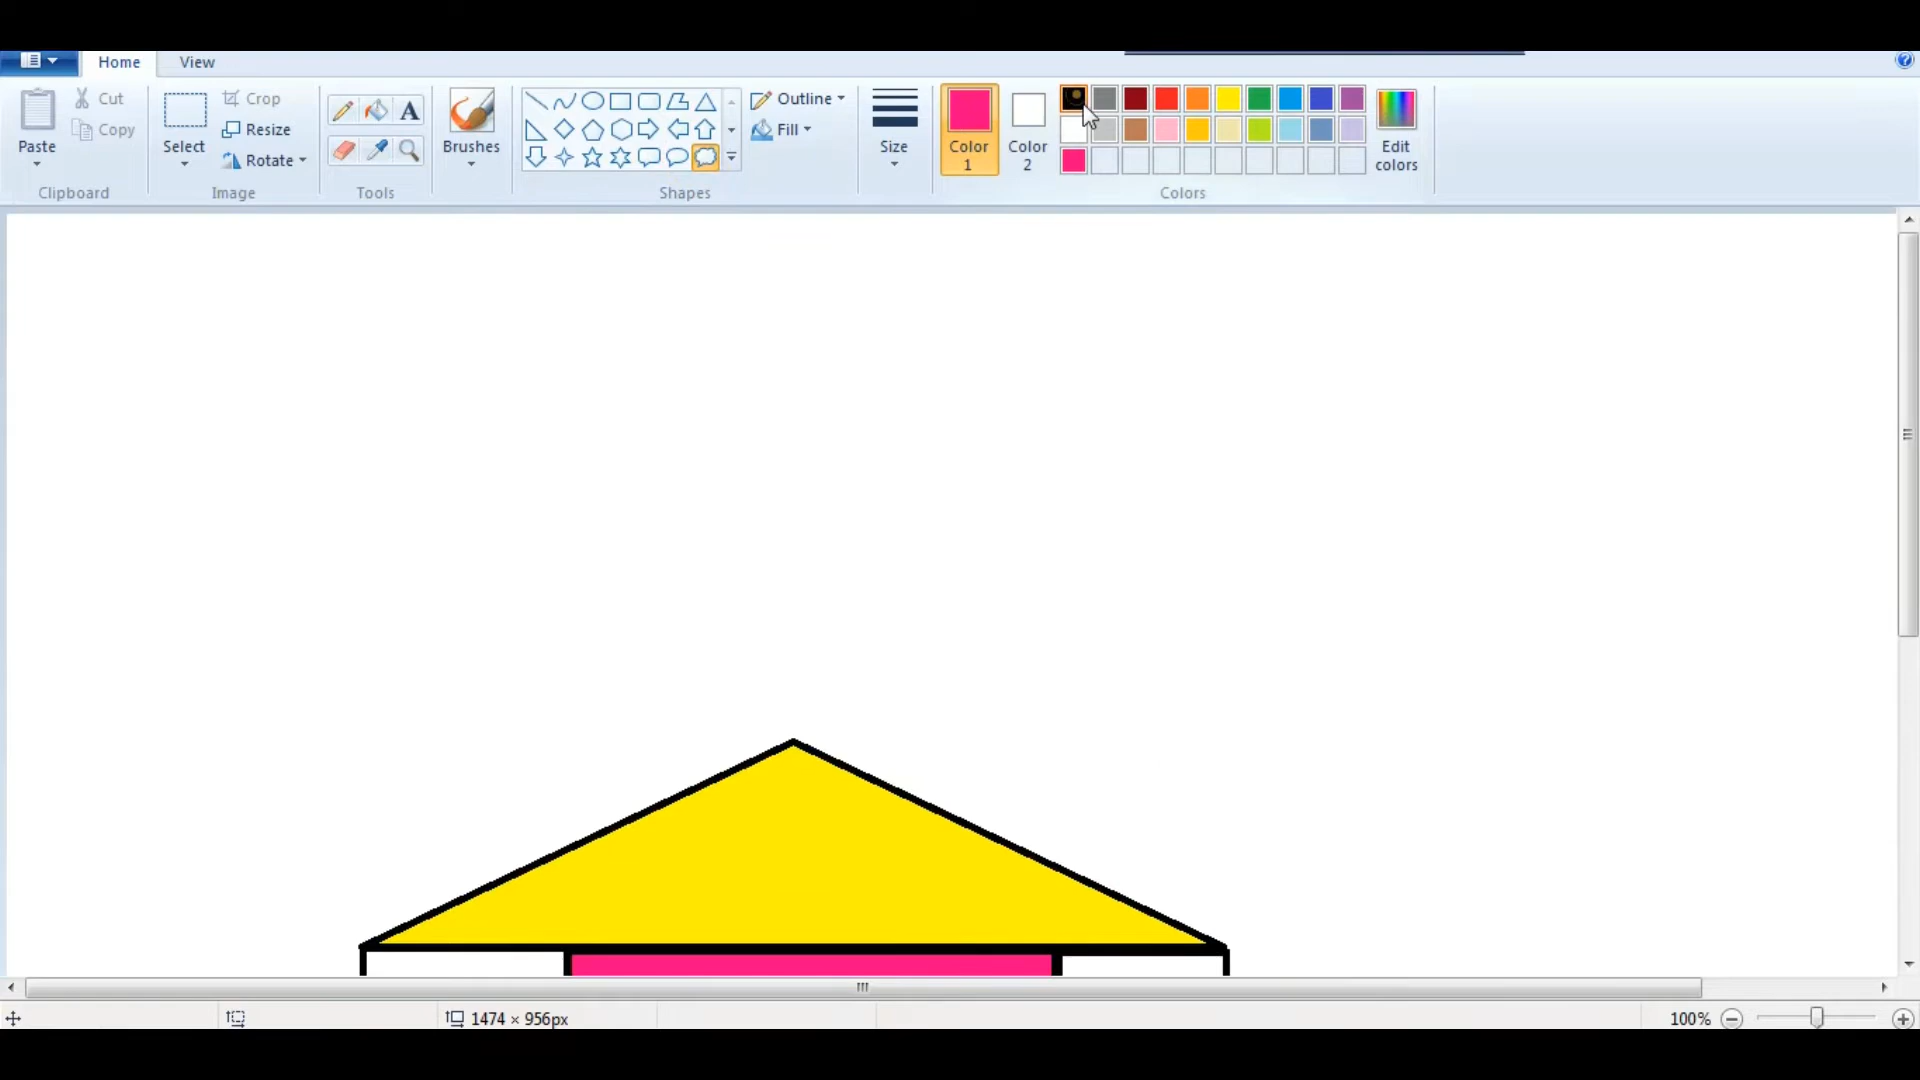 Home View
Paste
Cut
Copy
Clipboard
Select
Crop
Resize
Rotate
Image
A
Tools
Brushes
Outline
Fill
Shapes
Size
Color
1
Color
2
Edit
colors
Colors
1474 × 956px
100%